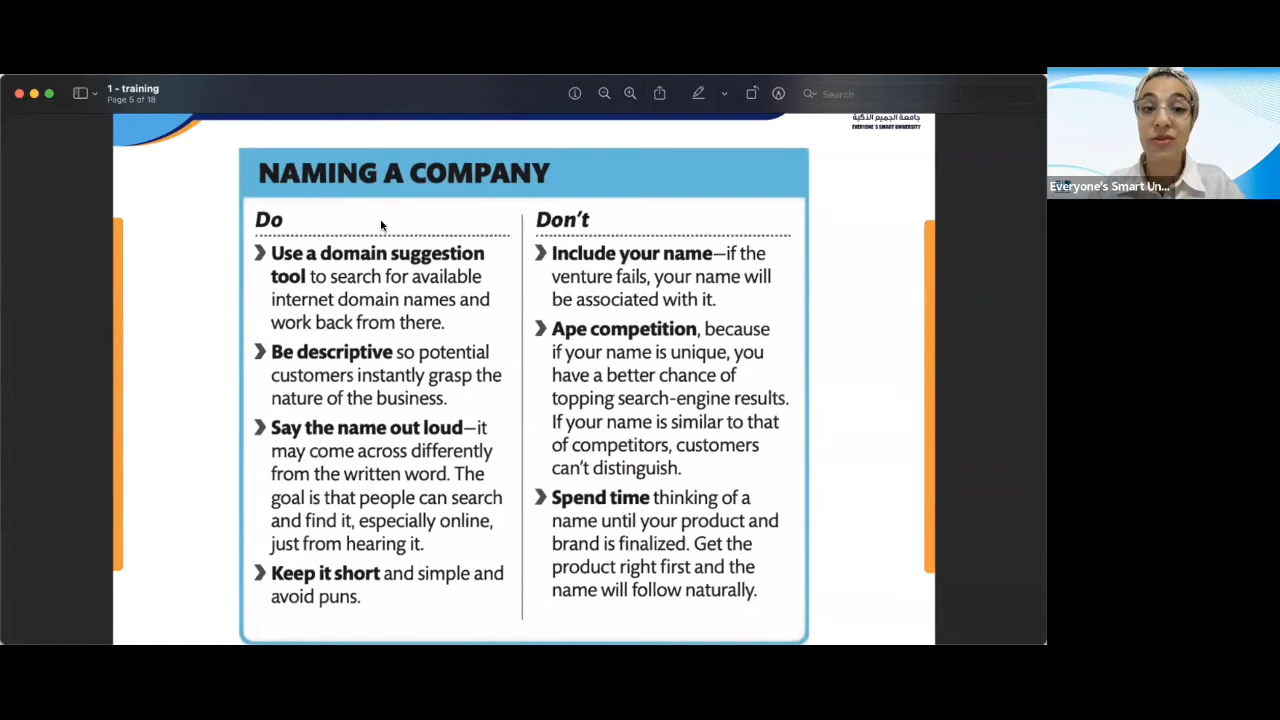 1 - training
Page 5 of 18
Search
جامعة الجميع الذكية
EVERYONE'S SMART UNIVERSITY
Everyone's Smart Un...
NAMING A COMPANY
Do
❯ Use a domain suggestion
tool to search for available
internet domain names and
work back from there.
❯ Be descriptive so potential
customers instantly grasp the
nature of the business.
❯ Say the name out loud—it
may come across differently
from the written word. The
goal is that people can search
and find it, especially online,
just from hearing it.
❯ Keep it short and simple and
avoid puns.
Don't
❯ Include your name—if the
venture fails, your name will
be associated with it.
❯ Ape competition, because
if your name is unique, you
have a better chance of
topping search-engine results.
If your name is similar to that
of competitors, customers
can't distinguish.
❯ Spend time thinking of a
name until your product and
brand is finalized. Get the
product right first and the
name will follow naturally.